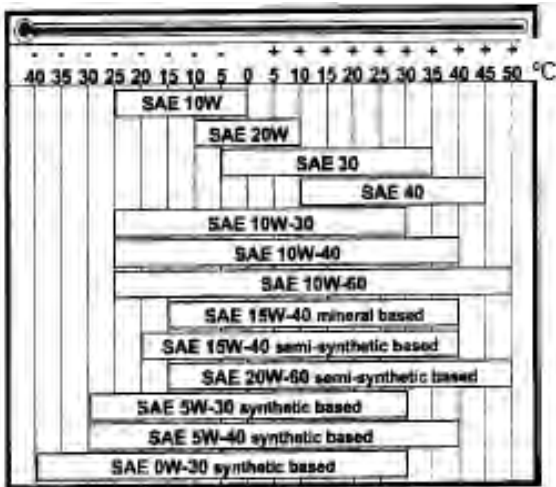 - - - - - - - - + + + + + + + + + +
40 35 30 25 20 15 10 5 0 5 10 15 20 25 30 35 40 45 50 °C
SAE 10W
SAE 20W
SAE 30
SAE 40
SAE 10W-30
SAE 10W-40
SAE 10W-60
SAE 15W-40 mineral based
SAE 15W-40 semi-synthetic based
SAE 20W-60 semi-synthetic based
SAE 5W-30 synthetic based
SAE 5W-40 synthetic based
SAE 0W-30 synthetic based